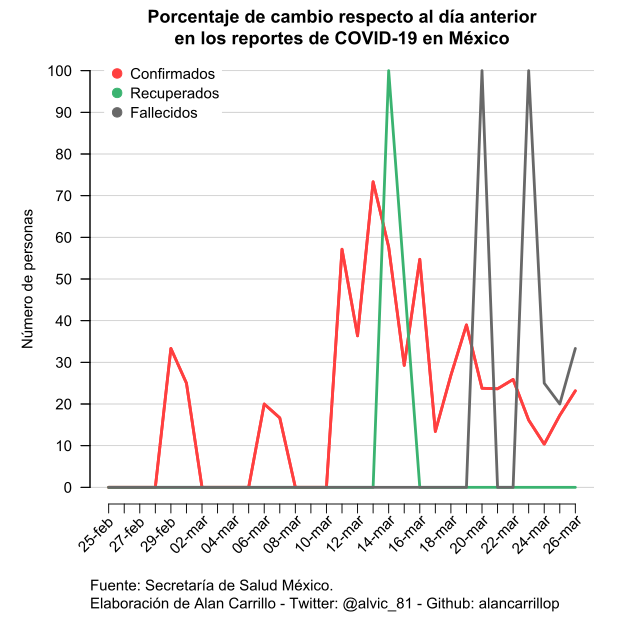 Porcentaje de cambio respecto al día anterior
en los reportes de COVID-19 en México
Confirmados
Recuperados
Fallecidos
Número de personas
100
90
80
70
60
50
40
30
20
10
0
25-feb
27-feb
29-feb
02-mar
04-mar
06-mar
08-mar
10-mar
12-mar
14-mar
16-mar
18-mar
20-mar
22-mar
24-mar
26-mar
Fuente: Secretaría de Salud México.
Elaboración de Alan Carrillo - Twitter: @alvic_81 - Github: alancarrillop